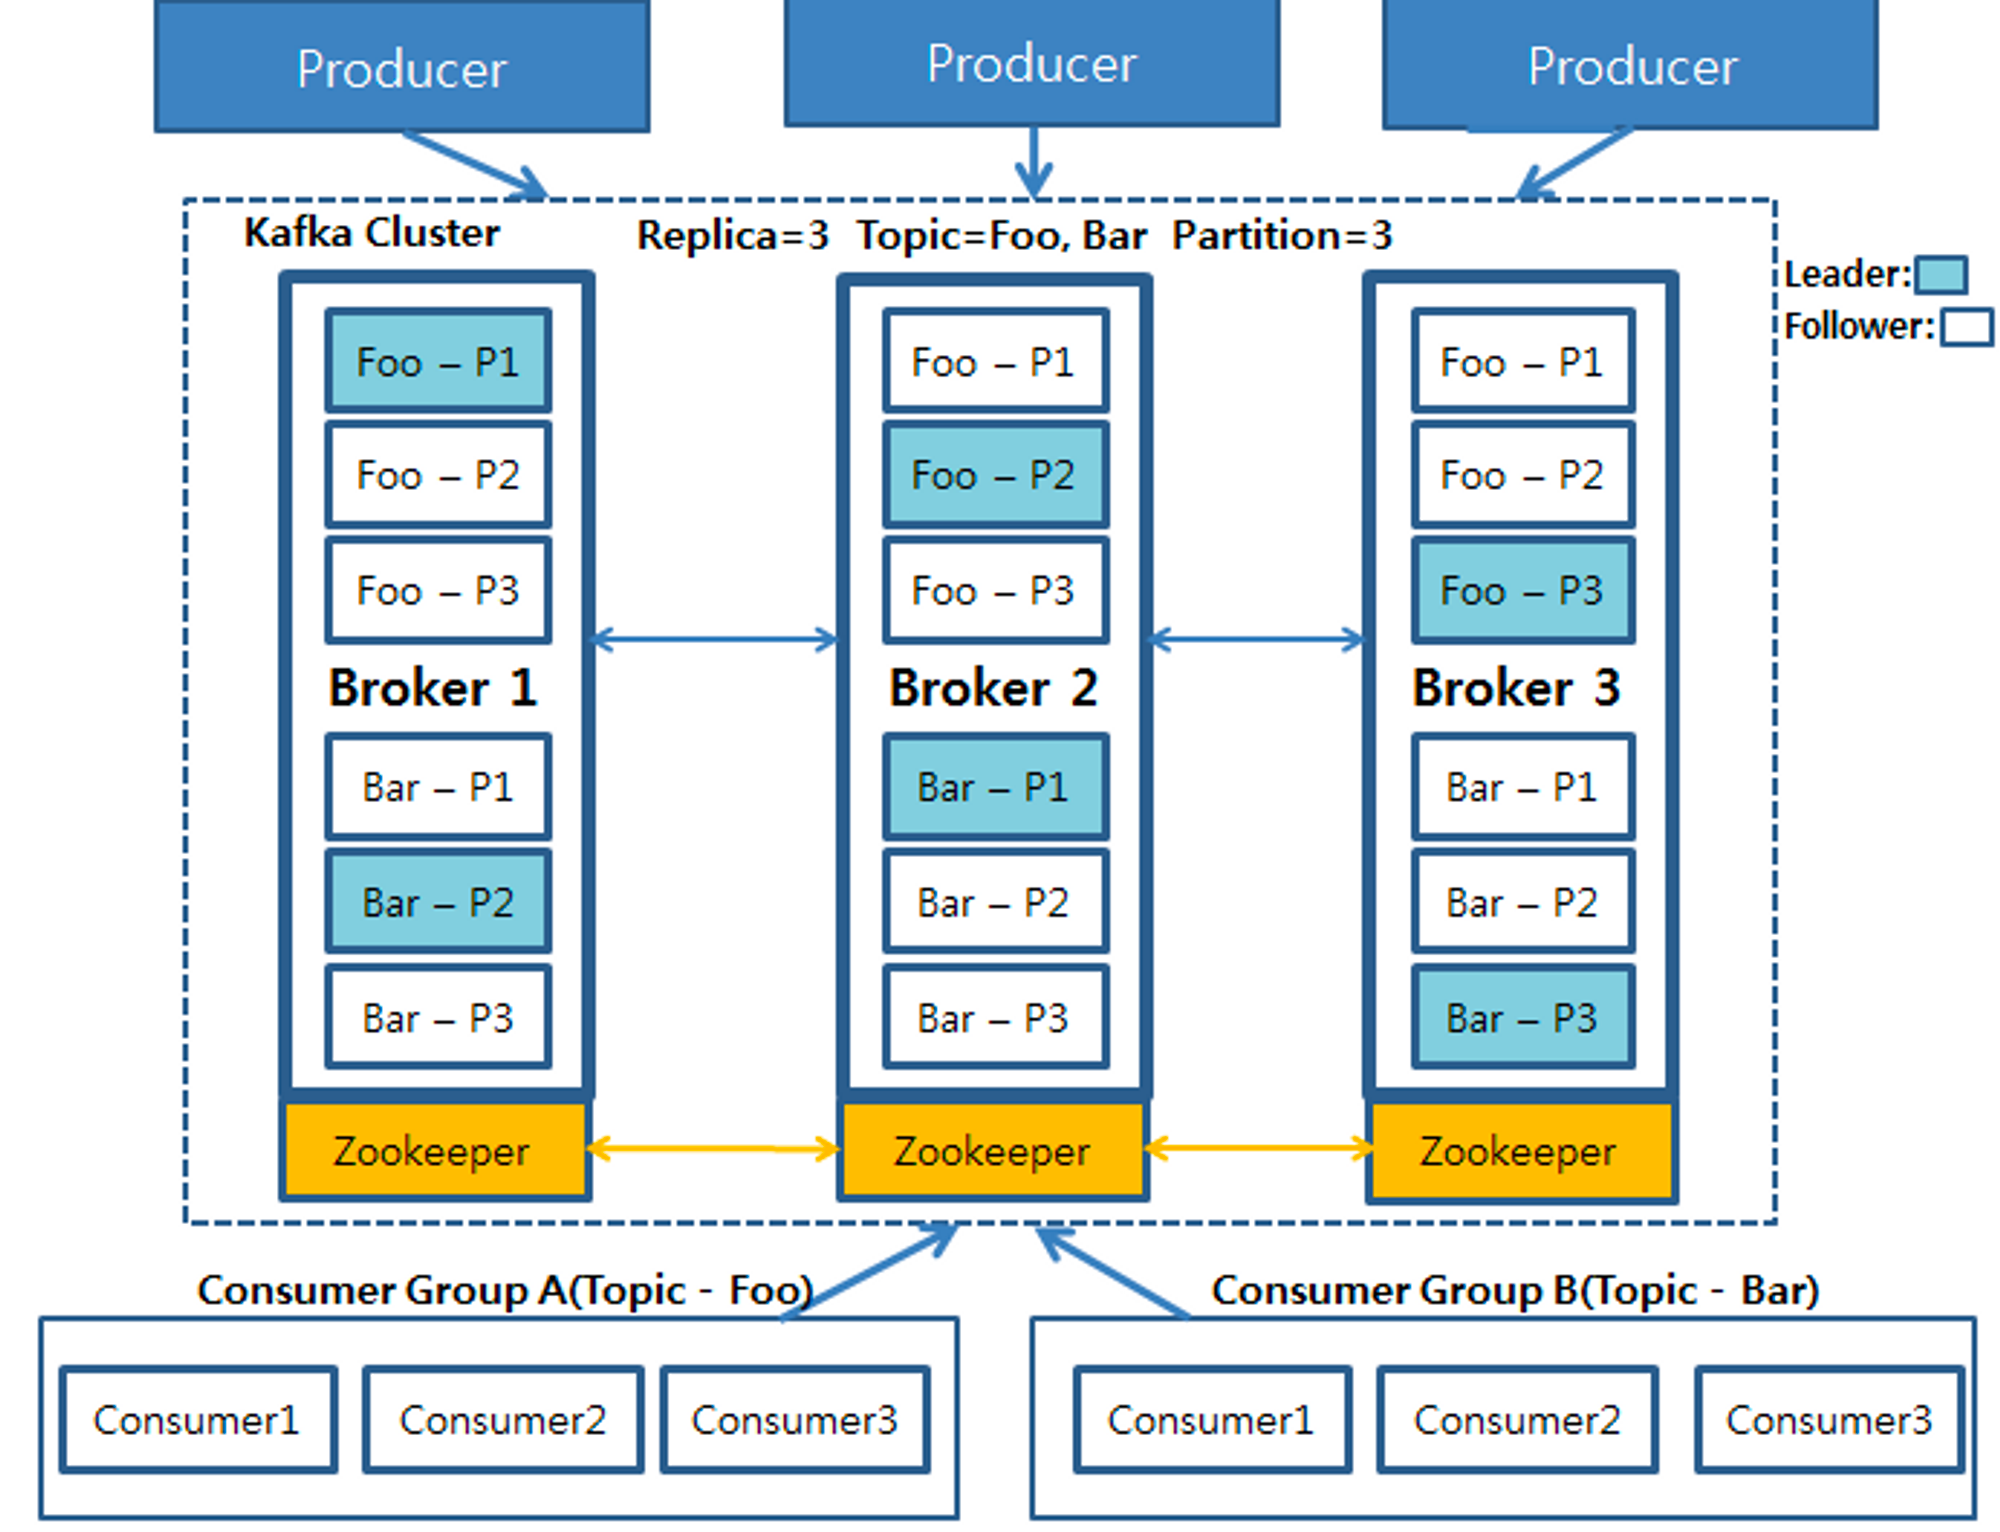 Producer
Producer
Producer
Kafka Cluster
Replica=3 Topic=Foo, Bar Partition=3
Leader:
Follower:
Foo – P1
Foo – P2
Foo – P3
Broker 1
Bar – P1
Bar – P2
Bar – P3
Zookeeper
Foo – P1
Foo – P2
Foo – P3
Broker 2
Bar – P1
Bar – P2
Bar – P3
Zookeeper
Foo – P1
Foo – P2
Foo – P3
Broker 3
Bar – P1
Bar – P2
Bar – P3
Zookeeper
Consumer Group A(Topic - Foo)
Consumer1
Consumer2
Consumer3
Consumer Group B(Topic - Bar)
Consumer1
Consumer2
Consumer3